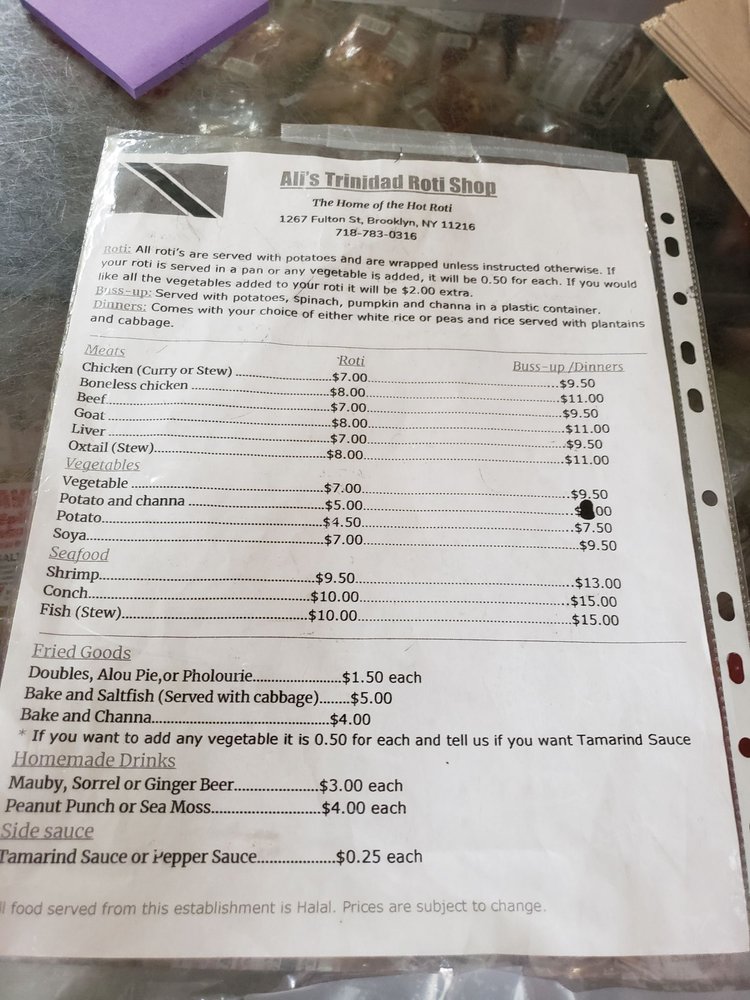 Ali's Trinidad Roti Shop
The Home of the Hot Roti
1267 Fulton St, Brooklyn, NY 11216
718-783-0316
Roti: All roti's are served with potatoes and are wrapped unless instructed otherwise. If
your roti is served in a pan or any vegetable is added, it will be 0.50 for each. If you would
like all the vegetables added to your roti it will be $2.00 extra.
Buss-up: Served with potatoes, spinach, pumpkin and channa in a plastic container.
Dinners: Comes with your choice of either white rice or peas and rice served with plantains
and cabbage.
Meats Roti Buss-up /Dinners
Chicken (Curry or Stew) $7.00 $9.50
Boneless chicken $8.00 $11.00
Beef $7.00 $9.50
Goat $8.00 $11.00
Liver $7.00 $9.50
Oxtail (Stew) $8.00 $11.00
Vegetables
Vegetable $7.00 $9.50
Potato and channa $5.00 $ .00
Potato $4.50 $7.50
Soya $7.00 $9.50
Seafood
Shrimp $9.50 $13.00
Conch $10.00 $15.00
Fish (Stew) $10.00 $15.00
Fried Goods
Doubles, Alou Pie,or Pholourie $1.50 each
Bake and Saltfish (Served with cabbage) $5.00
Bake and Channa $4.00
* If you want to add any vegetable it is 0.50 for each and tell us if you want Tamarind Sauce
Homemade Drinks
Mauby, Sorrel or Ginger Beer $3.00 each
Peanut Punch or Sea Moss $4.00 each
Side sauce
Tamarind Sauce or Pepper Sauce $0.25 each
ll food served from this establishment is Halal. Prices are subject to change.